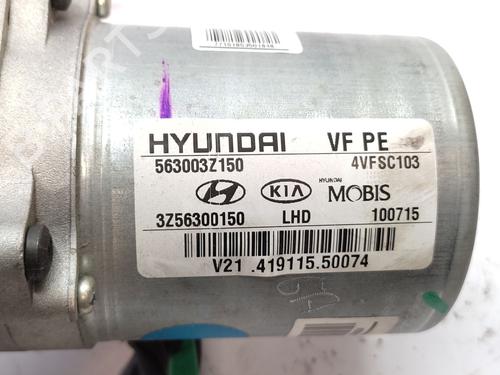 HYUNDAI VF PE
563003Z150 4VFSC103
KIA HYUNDAI MOBIS
3Z56300150 LHD 100715
V21 .419115.50074